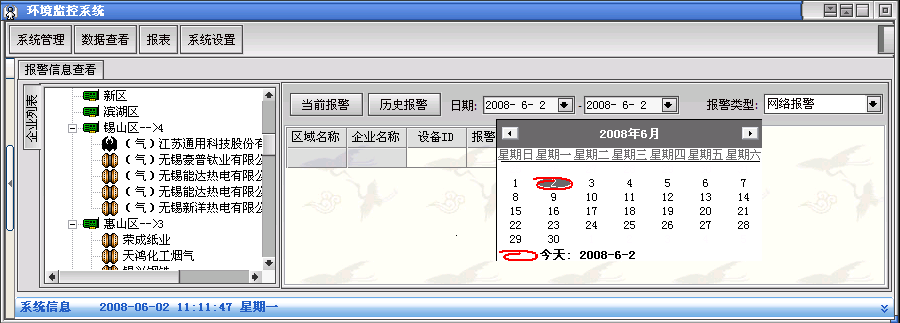 环境监控系统
系统管理 数据查看 报表 系统设置
报警信息查看
企业列表
新区
滨湖区
锡山区-->4
(气)江苏通用科技股份有
(气)无锡豪普钛业有限公
(气)无锡能达热电有限公
(气)无锡能达热电有限公
(气)无锡新洋热电有限公
惠山区-->3
荣成纸业
天鸿化工烟气
当前报警 历史报警 日期: 2008- 6- 2 - 2008- 6- 2 报警类型: 网络报警
区域名称 企业名称 设备ID 报警
2008年6月
星期日 星期一 星期二 星期三 星期四 星期五 星期六
1 2 3 4 5 6 7
8 9 10 11 12 13 14
15 16 17 18 19 20 21
22 23 24 25 26 27 28
29 30
今天: 2008-6-2
系统信息 2008-06-02 11:11:47 星期一